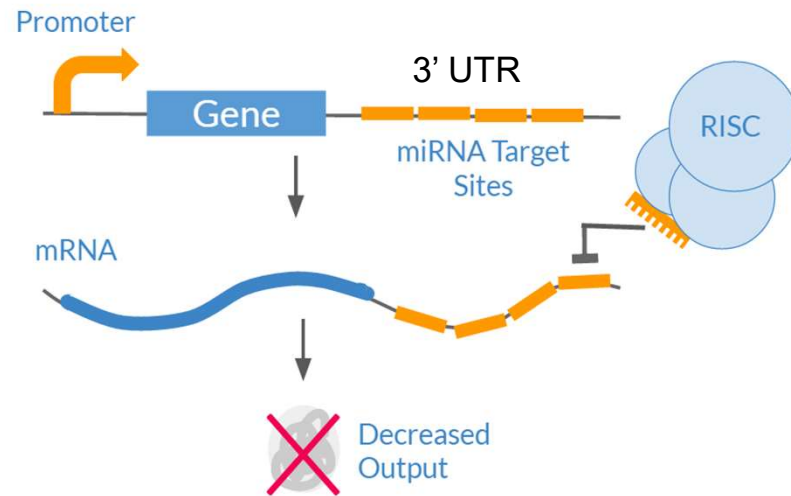 Promoter
3’ UTR
Gene
RISC
miRNA Target
Sites
mRNA
Decreased
Output